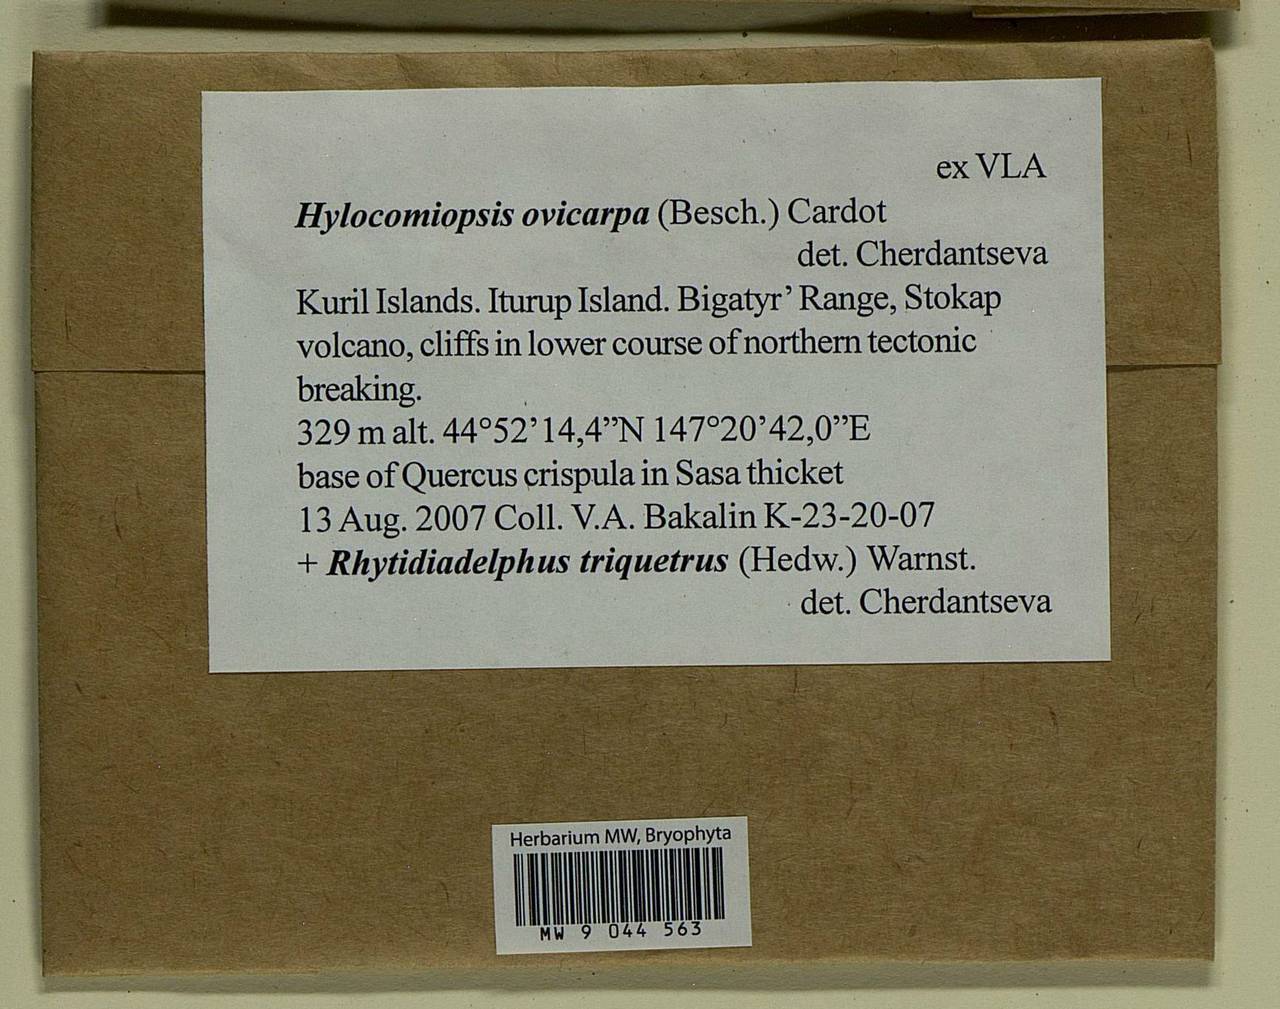 ex VLA
Hylocomiopsis ovicarpa (Besch.) Cardot
det. Cherdantseva
Kuril Islands. Iturup Island. Bigatyr’ Range, Stokap
volcano, cliffs in lower course of northern tectonic
breaking.
329 m alt. 44°52’14,4”N 147°20’42,0”E
base of Quercus crispula in Sasa thicket
13 Aug. 2007 Coll. V.A. Bakalin K-23-20-07
+ Rhytidiadelphus triquetrus (Hedw.) Warnst.
det. Cherdantseva
Herbarium MW, Bryophyta
MW 9 044 563